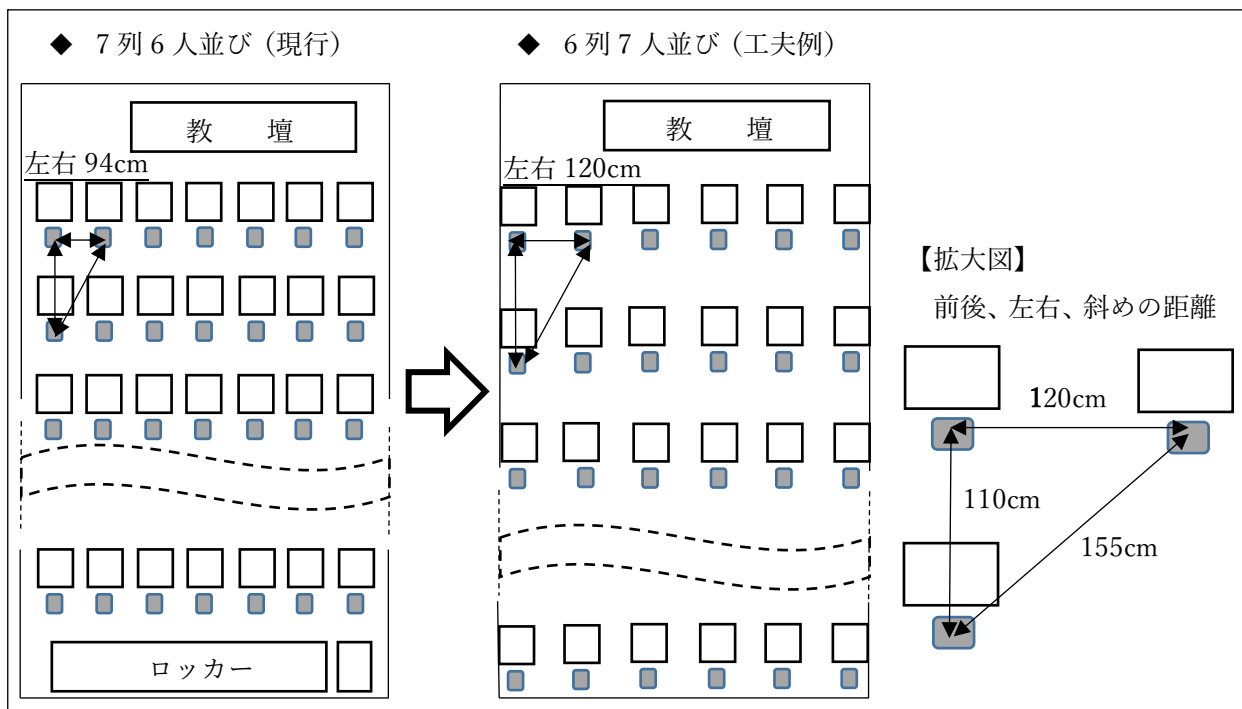 ◆ 7列6人並び（現行）
教　壇
左右 94cm
ロッカー
◆ 6列7人並び（工夫例）
教　壇
左右 120cm
【拡大図】
前後、左右、斜めの距離
120cm
110cm
155cm